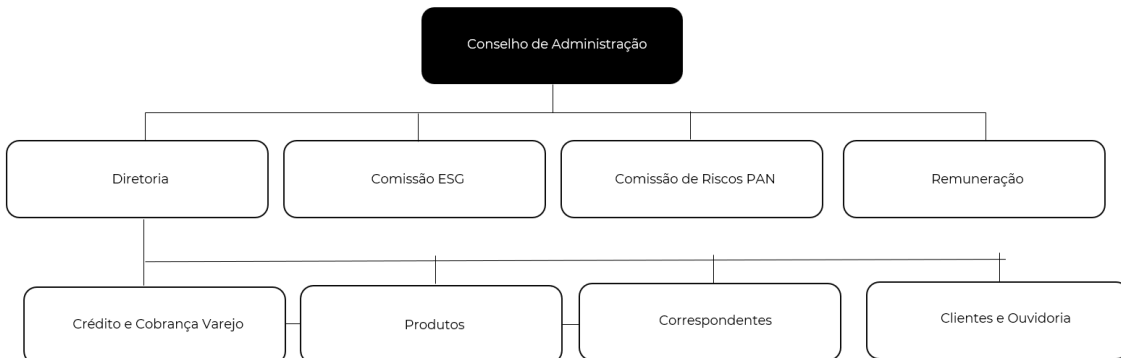 Conselho de Administração
Diretoria
Comissão ESG
Comissão de Riscos PAN
Remuneração
Crédito e Cobrança Varejo
Produtos
Correspondentes
Clientes e Ouvidoria